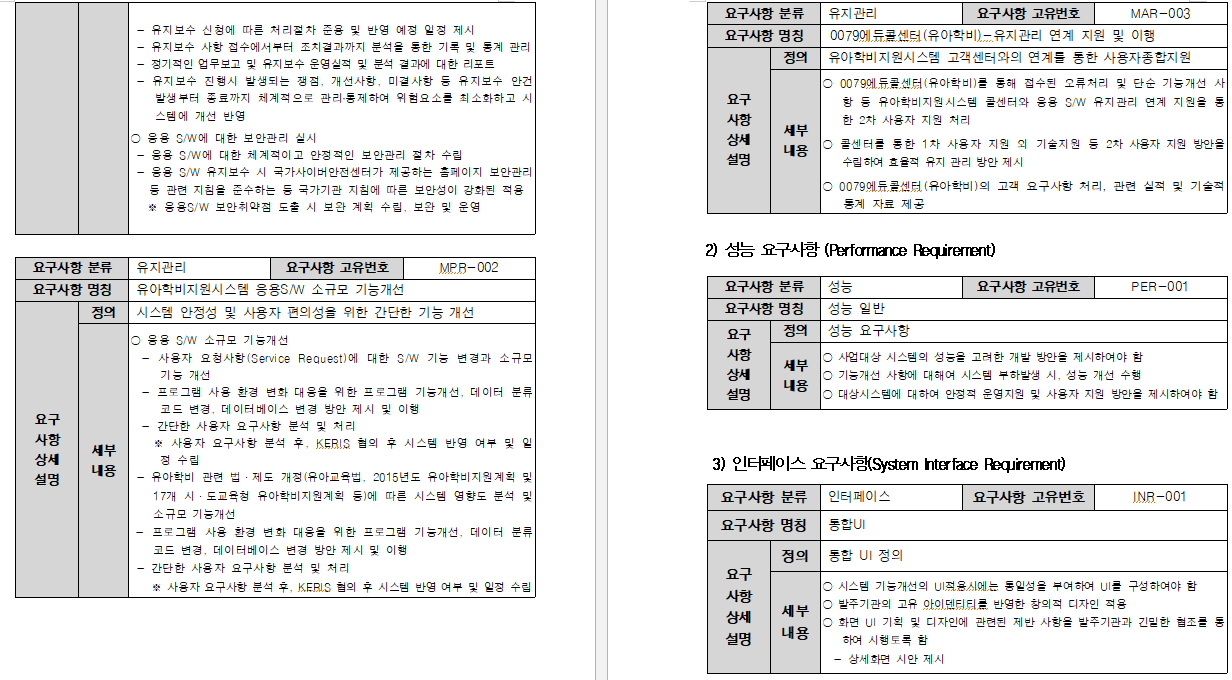 − 유지보수 신청에 따른 처리절차 준용 및 반영 예정 일정 제시
− 유지보수 사항 접수에서부터 조치결과까지 분석을 통한 기록 및 통계 관리
− 정기적인 업무보고 및 유지보수 운영실적 및 분석 결과에 대한 리포트
− 유지보수 진행시 발생되는 쟁점, 개선사항, 미결사항 등 유지보수 안건
발생부터 종료까지 체계적으로 관리·통제하여 위험요소를 최소화하고 시
스템에 개선 반영
○ 응용 S/W에 대한 보안관리 실시
− 응용 S/W에 대한 체계적이고 안정적인 보안관리 절차 수립
− 응용 S/W 유지보수 시 국가사이버안전센터가 제공하는 홈페이지 보안관리
등 관련 지침을 준수하는 등 국가기관 지침에 따른 보안성이 강화된 적용
※ 응용S/W 보안취약점 도출 시 보완 계획 수립, 보완 및 운영
요구사항 분류 유지관리 요구사항 고유번호 MPR−002
요구사항 명칭 유아학비지원시스템 응용S/W 소규모 기능개선
요구
사항
상세
설명
정의 시스템 안정성 및 사용자 편의성을 위한 간단한 기능 개선
세부
내용
○ 응용 S/W 소규모 기능개선
− 사용자 요청사항(Service Request)에 대한 S/W 기능 변경과 소규모
기능 개선
− 프로그램 사용 환경 변화 대응을 위한 프로그램 기능개선, 데이터 분류
코드 변경, 데이터베이스 변경 방안 제시 및 이행
− 간단한 사용자 요구사항 분석 및 처리
※ 사용자 요구사항 분석 후, KERIS 협의 후 시스템 반영 여부 및 일
정 수립
− 유아학비 관련 법·제도 개정(유아교육법, 2015년도 유아학비지원계획 및
17개 시·도교육청 유아학비지원계획 등)에 따른 시스템 영향도 분석 및
소규모 기능개선
− 프로그램 사용 환경 변화 대응을 위한 프로그램 기능개선, 데이터 분류
코드 변경, 데이터베이스 변경 방안 제시 및 이행
− 간단한 사용자 요구사항 분석 및 처리
※ 사용자 요구사항 분석 후, KERIS 협의 후 시스템 반영 여부 및 일정 수립
요구사항 분류 유지관리 요구사항 고유번호 MAR−003
요구사항 명칭 0079에듀콜센터(유아학비)−유지관리 연계 지원 및 이행
요구
사항
상세
설명
정의 유아학비지원시스템 고객센터와의 연계를 통한 사용자종합지원
세부
내용
○ 0079에듀콜센터(유아학비)를 통해 접수된 오류처리 및 단순 기능개선 사
항 등 유아학비지원시스템 콜센터와 응용 S/W 유지관리 연계 지원을 통
한 2차 사용자 지원 처리
○ 콜센터를 통한 1차 사용자 지원 외 기술지원 등 2차 사용자 지원 방안을
수립하여 효율적 유지 관리 방안 제시
○ 0079에듀콜센터(유아학비)의 고객 요구사항 처리, 관련 실적 및 기술적
통계 자료 제공
2) 성능 요구사항 (Performance Requirement)
요구사항 분류 성능 요구사항 고유번호 PER−001
요구사항 명칭 성능 일반
요구
사항
상세
설명
정의 성능 요구사항
세부
내용
○ 사업대상 시스템의 성능을 고려한 개발 방안을 제시하여야 함
○ 기능개선 사항에 대해여 시스템 부하발생 시, 성능 개선 수행
○ 대상시스템에 대하여 안정적 운영지원 및 사용자 지원 방안을 제시하여야 함
3) 인터페이스 요구사항(System Interface Requirement)
요구사항 분류 인터페이스 요구사항 고유번호 INR−001
요구사항 명칭 통합UI
요구
사항
상세
설명
정의 통합 UI 정의
세부
내용
○ 시스템 기능개선의 UI적용시에는 통일성을 부여하여 UI를 구성하여야 함
○ 발주기관의 고유 아이덴티티를 반영한 창의적 디자인 적용
○ 화면 UI 기획 및 디자인에 관련된 제반 사항을 발주기관과 긴밀한 협조를 통
하여 시행토록 함
− 상세화면 시안 제시